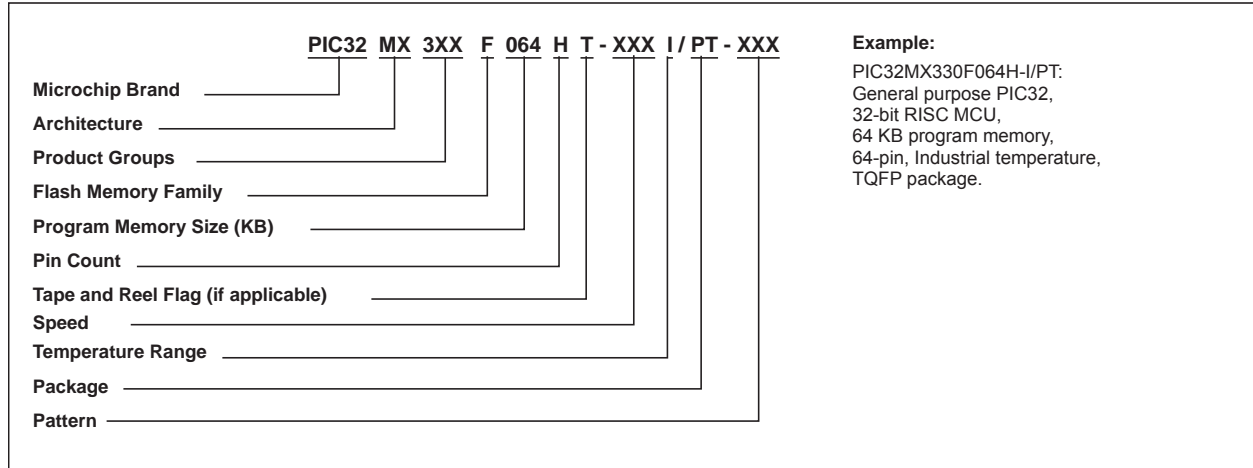 PIC32 MX 3XX F 064 H T - XXX I / PT - XXX
Microchip Brand
Architecture
Product Groups
Flash Memory Family
Program Memory Size (KB)
Pin Count
Tape and Reel Flag (if applicable)
Speed
Temperature Range
Package
Pattern
Example:
PIC32MX330F064H-I/PT:
General purpose PIC32,
32-bit RISC MCU,
64 KB program memory,
64-pin, Industrial temperature,
TQFP package.